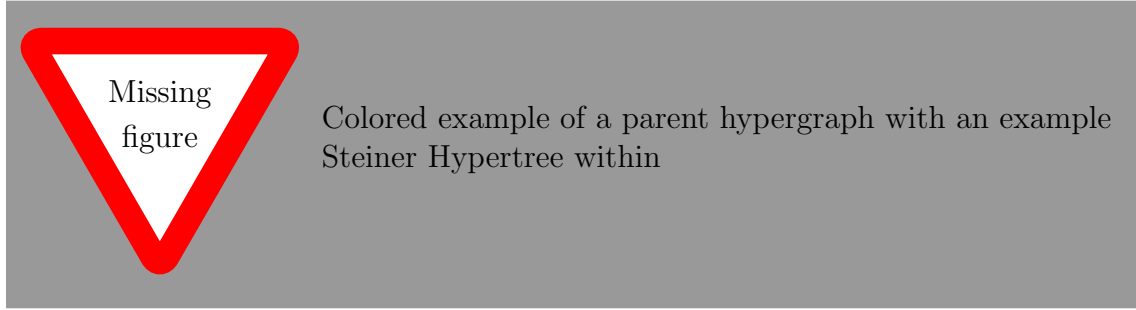 Missing
figure
Colored example of a parent hypergraph with an example
Steiner Hypertree within